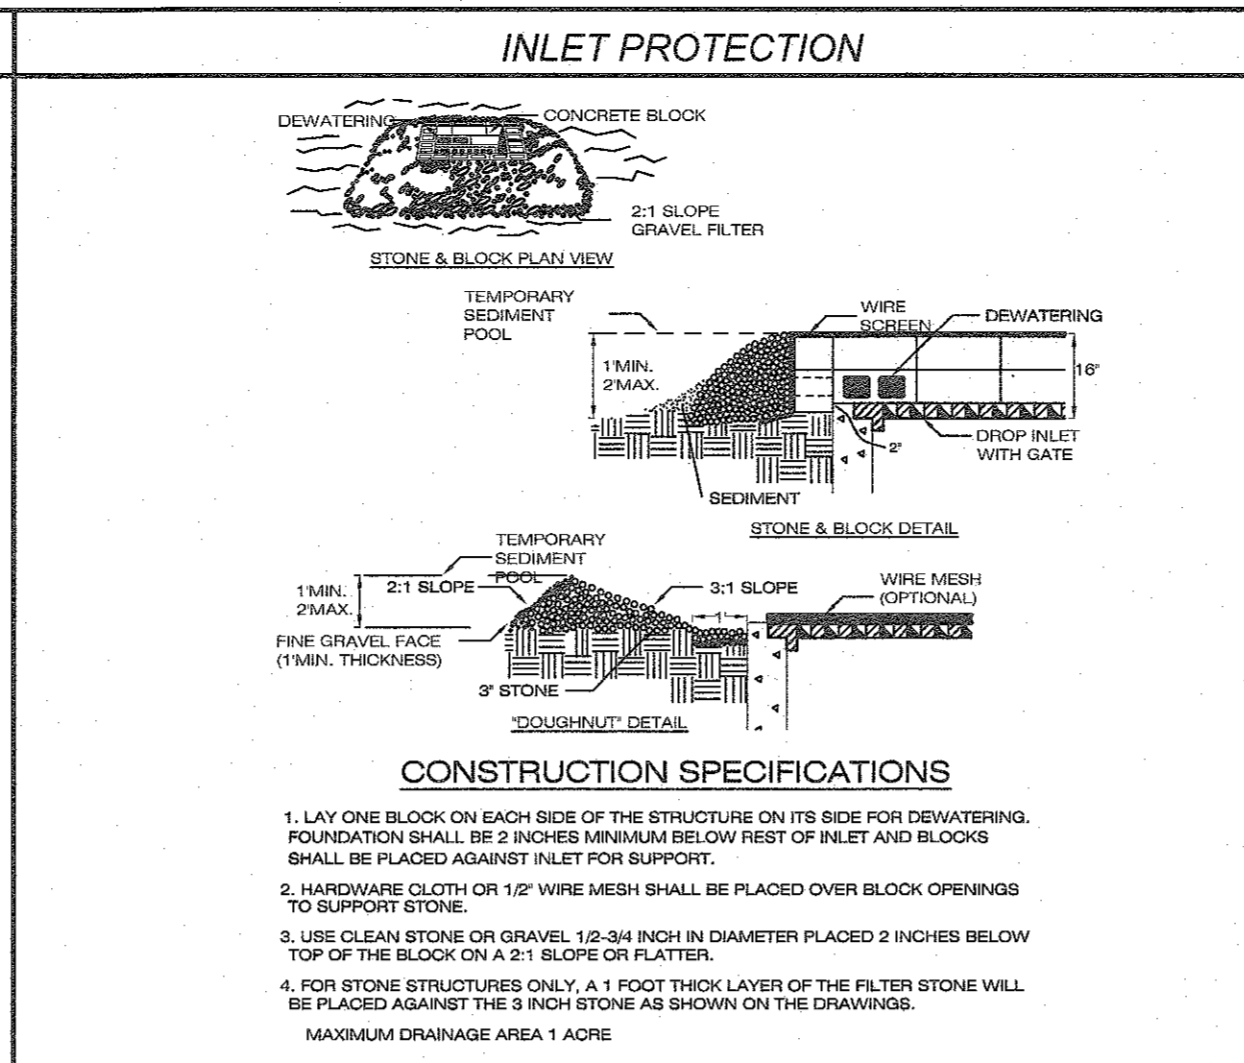 INLET PROTECTION
DEWATERING
CONCRETE BLOCK
2:1 SLOPE
GRAVEL FILTER
STONE & BLOCK PLAN VIEW
TEMPORARY
SEDIMENT
POOL
WIRE
SCREEN
DEWATERING
1'MIN.
2'MAX.
16"
2"
DROP INLET
WITH GATE
SEDIMENT
STONE & BLOCK DETAIL
TEMPORARY
SEDIMENT
POOL
1'MIN.
2'MAX.
2:1 SLOPE
3:1 SLOPE
1'
WIRE MESH
(OPTIONAL)
FINE GRAVEL FACE
(1'MIN. THICKNESS)
3" STONE
"DOUGHNUT" DETAIL
CONSTRUCTION SPECIFICATIONS
1. LAY ONE BLOCK ON EACH SIDE OF THE STRUCTURE ON ITS SIDE FOR DEWATERING.
FOUNDATION SHALL BE 2 INCHES MINIMUM BELOW REST OF INLET AND BLOCKS
SHALL BE PLACED AGAINST INLET FOR SUPPORT.
2. HARDWARE CLOTH OR 1/2" WIRE MESH SHALL BE PLACED OVER BLOCK OPENINGS
TO SUPPORT STONE.
3. USE CLEAN STONE OR GRAVEL 1/2-3/4 INCH IN DIAMETER PLACED 2 INCHES BELOW
TOP OF THE BLOCK ON A 2:1 SLOPE OR FLATTER.
4. FOR STONE STRUCTURES ONLY, A 1 FOOT THICK LAYER OF THE FILTER STONE WILL
BE PLACED AGAINST THE 3 INCH STONE AS SHOWN ON THE DRAWINGS.
MAXIMUM DRAINAGE AREA 1 ACRE